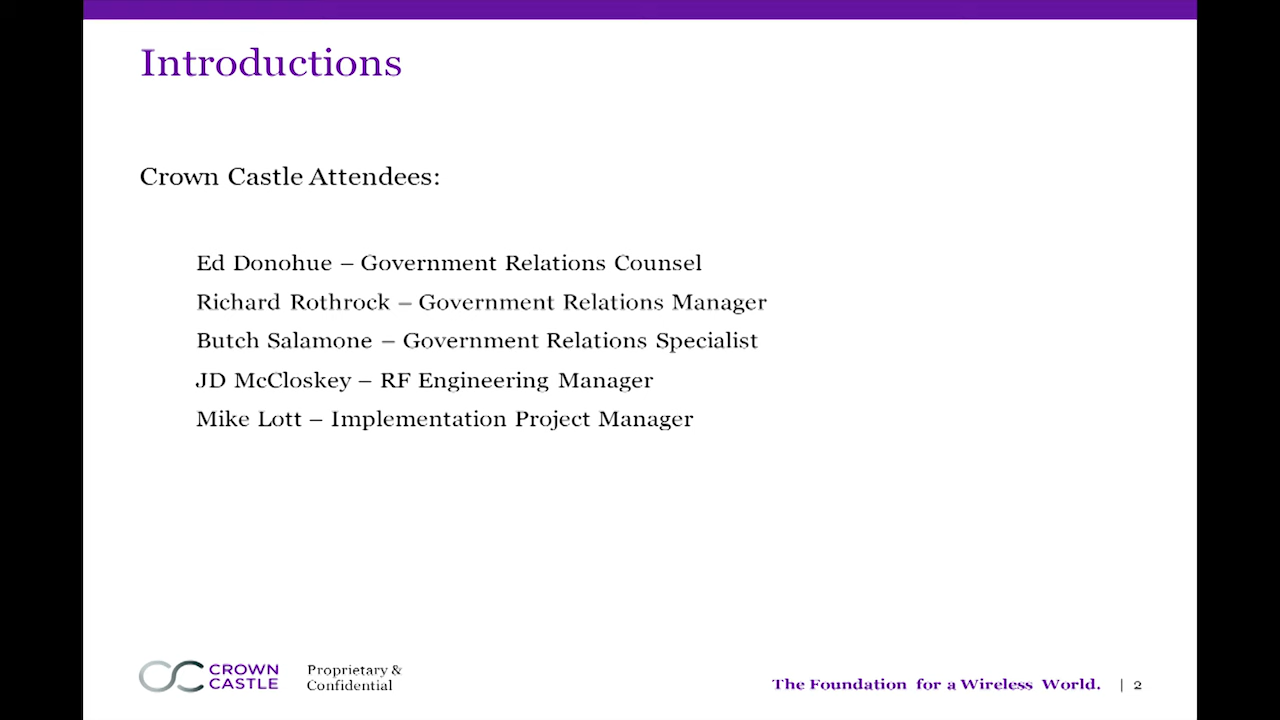 Introductions
Crown Castle Attendees:
Ed Donohue – Government Relations Counsel
Richard Rothrock – Government Relations Manager
Butch Salamone – Government Relations Specialist
JD McCloskey – RF Engineering Manager
Mike Lott – Implementation Project Manager
CROWN
CASTLE
Proprietary &
Confidential
The Foundation for a Wireless World. | 2